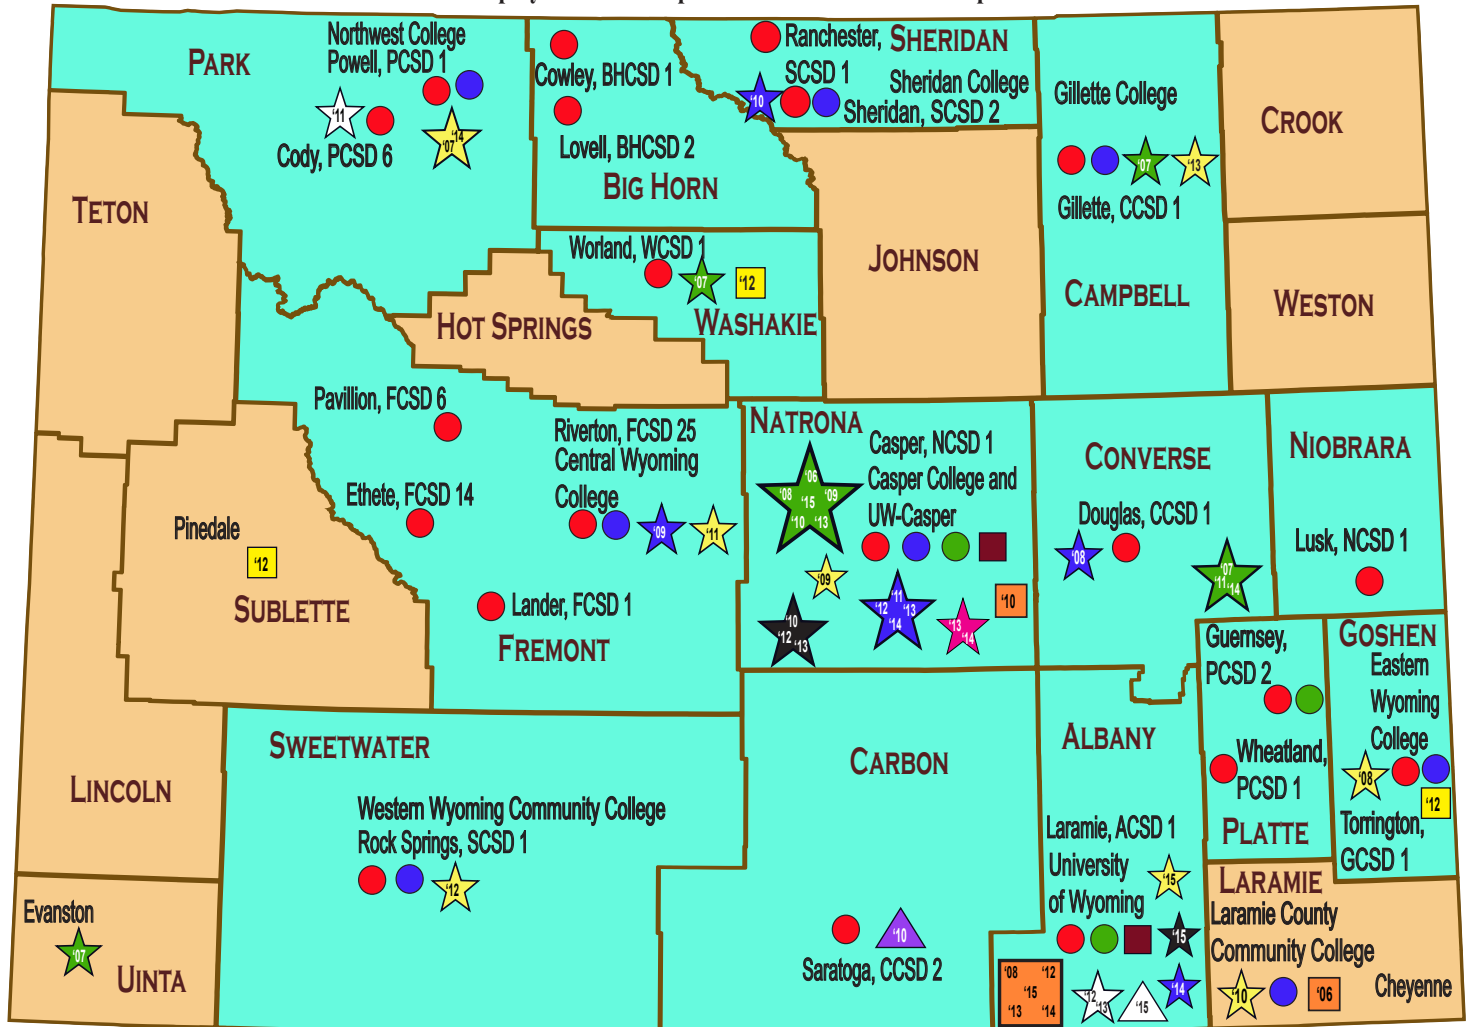 PARK
Northwest College
Powell, PCSD 1
'11
'14
'07
Cody, PCSD 6
Cowley, BHCSD 1
Lovell, BHCSD 2
BIG HORN
Ranchester,
SCSD 1
SHERIDAN
Sheridan College
'10
Sheridan, SCSD 2
Gillette College
'07
'13
Gillette, CCSD 1
CAMPBELL
CROOK
WESTON
TETON
JOHNSON
Worland, WCSD 1
'07
'12
WASHAKIE
HOT SPRINGS
Pavillion, FCSD 6
Ethete, FCSD 14
Riverton, FCSD 25
Central Wyoming
College
'09
'11
Lander, FCSD 1
FREMONT
Pinedale
'12
SUBLETTE
NATRONA
Casper, NCSD 1
Casper College and
UW-Casper
'06
'08 '15 '09
'10 '13
'09
'10
'12 '13
'11
'12 '13
'14
'13
'14
'10
CONVERSE
Douglas, CCSD 1
'08
'07
'11 '14
NIOBRARA
Lusk, NCSD 1
Guernsey,
PCSD 2
Wheatland,
PCSD 1
PLATTE
GOSHEN
Eastern
Wyoming
College
'08
'12
Torrington,
GCSD 1
LINCOLN
SWEETWATER
Western Wyoming Community College
Rock Springs, SCSD 1
'12
CARBON
'10
Saratoga, CCSD 2
ALBANY
Laramie, ACSD 1
University
of Wyoming
'15
'15
'08 '12
'15
'13 '14
'12
'13
'15
'14
LARAMIE
Laramie County
Community College
'10
'06
Cheyenne
Evanston
'07
UINTA